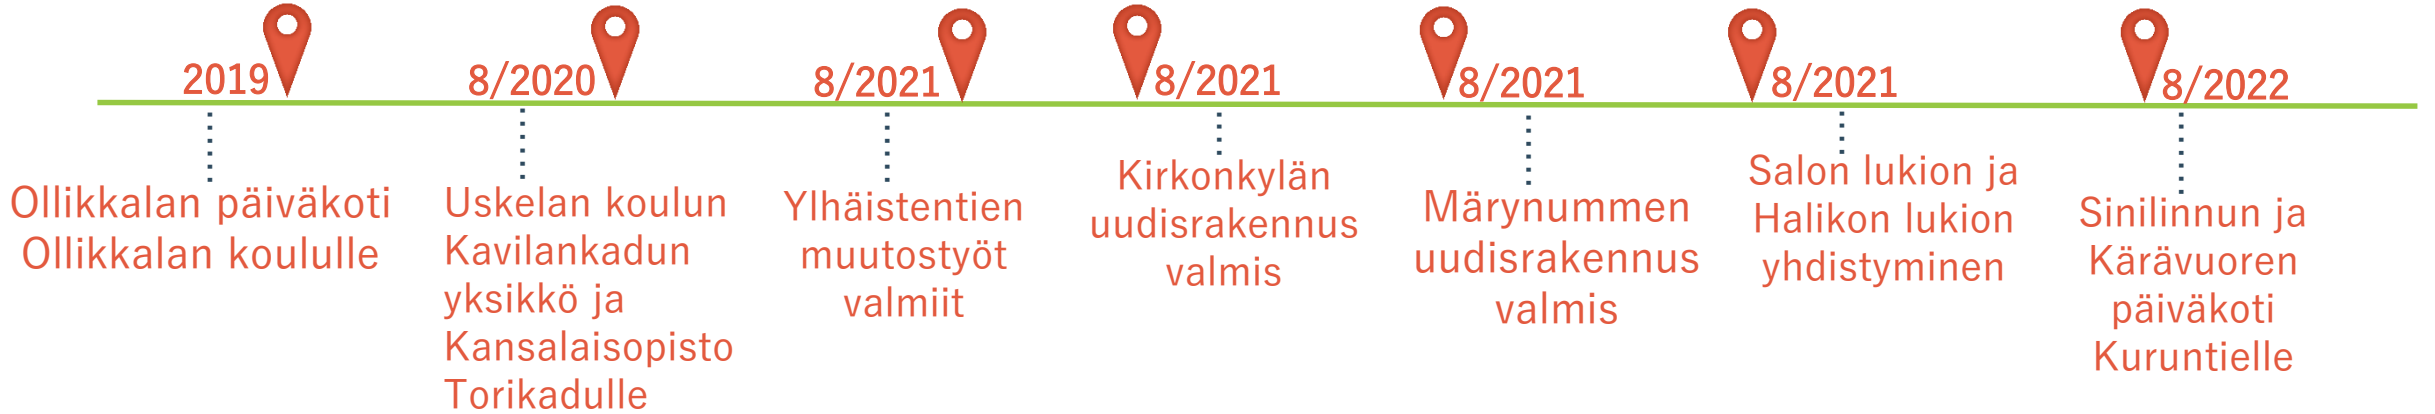 2019
Ollikkalan päiväkoti
Ollikkalan koululle
8/2020
Uskelan koulun
Kavilankadun
yksikkö ja
Kansalaisopisto
Torikadulle
8/2021
Ylhäistentien
muutostyöt
valmiit
8/2021
Kirkonkylän
uudisrakennus
valmis
8/2021
Märynummen
uudisrakennus
valmis
8/2021
Salon lukion ja
Halikon lukion
yhdistyminen
8/2022
Sinilinnun ja
Kärävuoren
päiväkoti
Kuruntielle